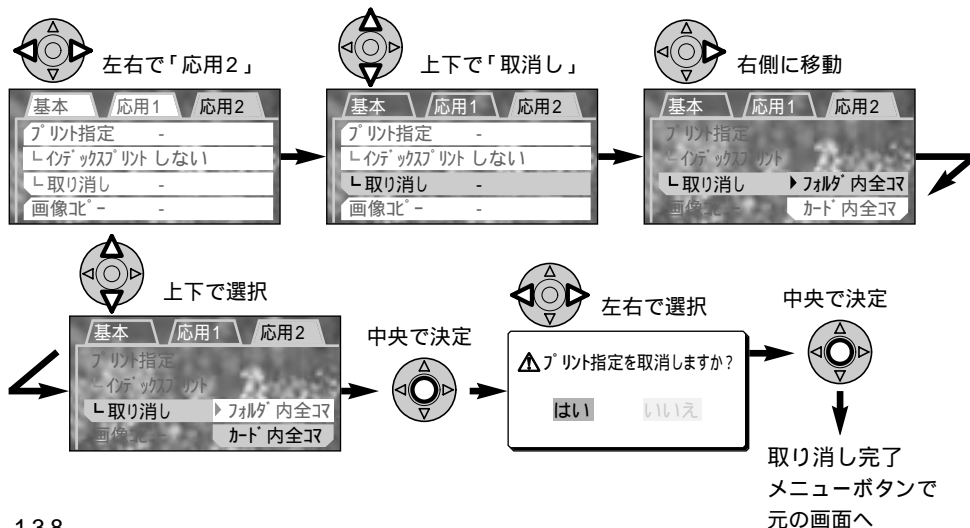 左右で「応用2」
基本 応用1 応用2
プリント指定 -
└インデックスプリント しない
└取り消し -
画像コピー -
上下で「取消し」
基本 応用1 応用2
プリント指定 -
└インデックスプリント しない
└取り消し -
画像コピー -
右側に移動
基本 応用1 応用2
プリント指定
└インデックスプリント
└取り消し フォルダ内全コマ
画像コピー カード内全コマ
上下で選択
基本 応用1 応用2
プリント指定
└インデックスプリント
└取り消し フォルダ内全コマ
画像コピー カード内全コマ
中央で決定
左右で選択
プリント指定を取消しますか?
はい いいえ
中央で決定
取り消し完了
メニューボタンで
元の画面へ
138